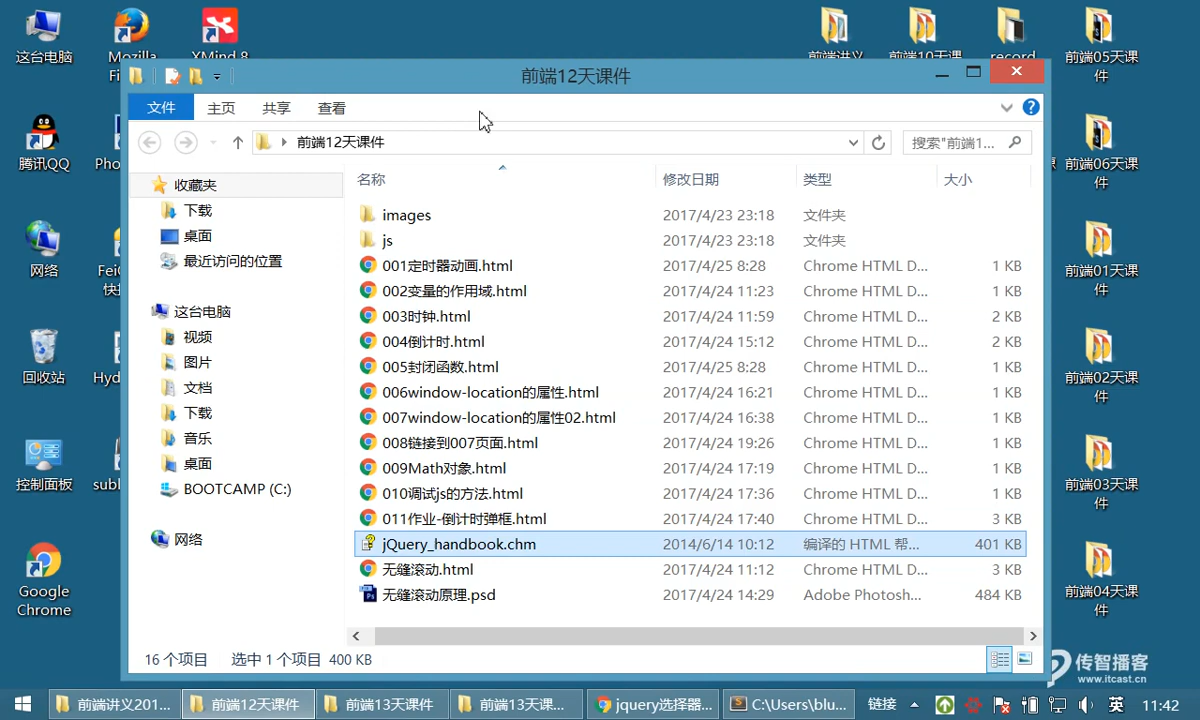 这台电脑
Mozilla
Fi
XMind 8
前端讲义
前端10天课
record
前端05天课
件
前端12天课件
文件
主页
共享
查看
前端12天课件
搜索"前端1...
腾讯QQ
Pho
前端06天课
件
收藏夹
下载
桌面
最近访问的位置
名称
修改日期
类型
大小
images 2017/4/23 23:18 文件夹
js 2017/4/23 23:18 文件夹
001定时器动画.html 2017/4/25 8:28 Chrome HTML D... 1 KB
002变量的作用域.html 2017/4/24 11:23 Chrome HTML D... 1 KB
003时钟.html 2017/4/24 11:59 Chrome HTML D... 2 KB
004倒计时.html 2017/4/24 15:12 Chrome HTML D... 2 KB
005封闭函数.html 2017/4/25 8:28 Chrome HTML D... 1 KB
006window-location的属性.html 2017/4/24 16:21 Chrome HTML D... 1 KB
007window-location的属性02.html 2017/4/24 16:38 Chrome HTML D... 1 KB
008链接到007页面.html 2017/4/24 19:26 Chrome HTML D... 1 KB
009Math对象.html 2017/4/24 17:19 Chrome HTML D... 1 KB
010调试js的方法.html 2017/4/24 17:36 Chrome HTML D... 1 KB
011作业-倒计时弹框.html 2017/4/24 17:40 Chrome HTML D... 3 KB
jQuery_handbook.chm 2014/6/14 10:12 编译的 HTML 帮... 401 KB
无缝滚动.html 2017/4/24 11:12 Chrome HTML D... 3 KB
无缝滚动原理.psd 2017/4/24 14:29 Adobe Photosh... 484 KB
这台电脑
视频
图片
文档
下载
音乐
桌面
BOOTCAMP (C:)
网络
网络
FeiQ
快捷
前端01天课
件
回收站
Hyd
前端02天课
件
控制面板
subl
前端03天课
件
Google
Chrome
前端04天课
件
16 个项目
选中 1 个项目 400 KB
传智播客
www.itcast.cn
前端讲义201...
前端12天课件
前端13天课件
前端13天课...
jquery选择器...
C:\Users\blu...
链接
英
11:42